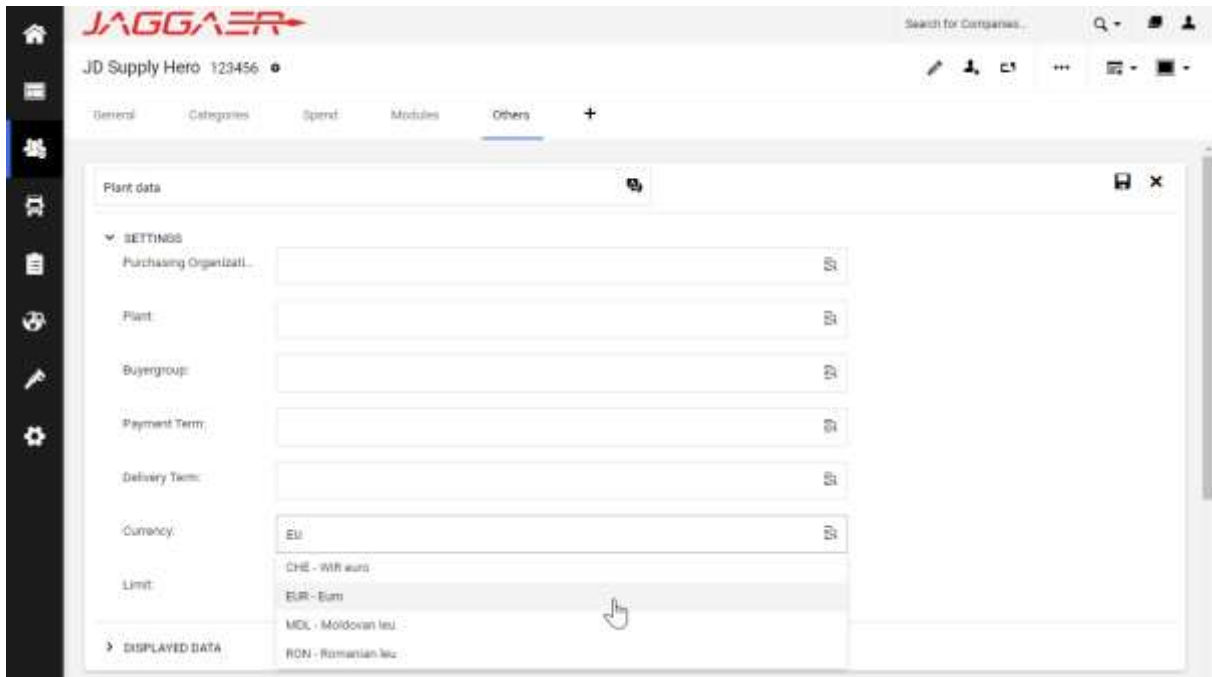 JAGGAER
Search for Companies...
JD Supply Hero 123456
General Categories Spend Modules Others +
Plant data
SETTINGS
Purchasing Organizati...
Plant:
Buyergroup:
Payment Term:
Delivery Term:
Currency: EU
CHE - WIR euro
Limit:
EUR - Euro
MDL - Moldovan leu
DISPLAYED DATA
RON - Romanian leu